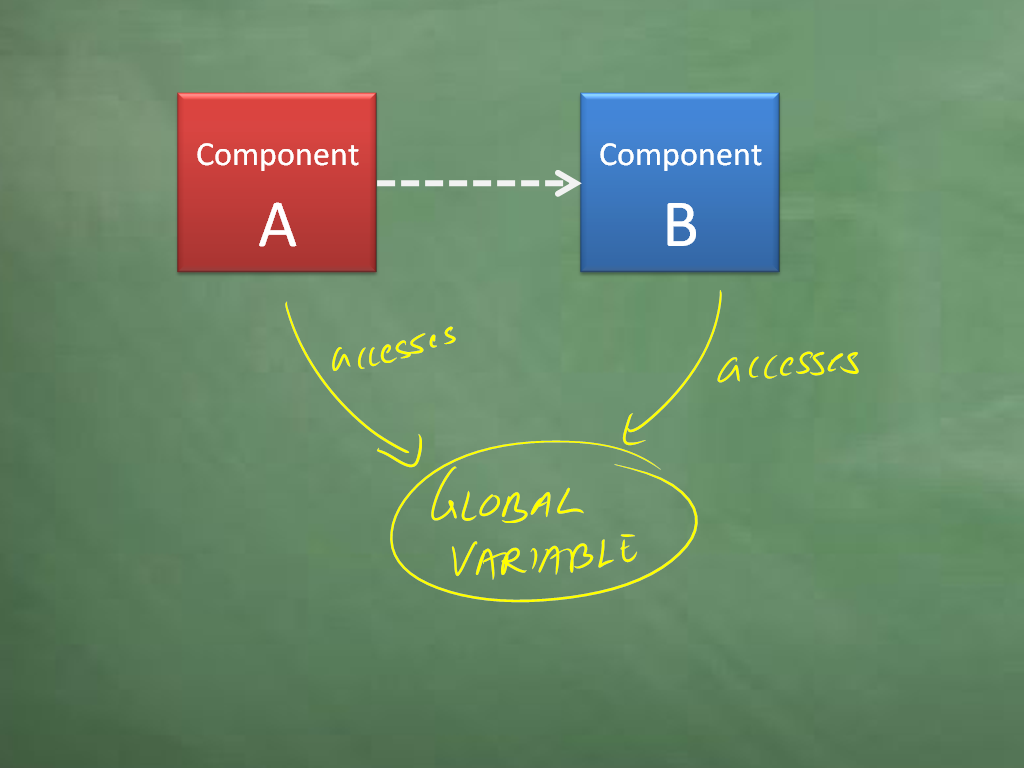 Component
A
Component
B
accesses
accesses
GLOBAL
VARIABLE